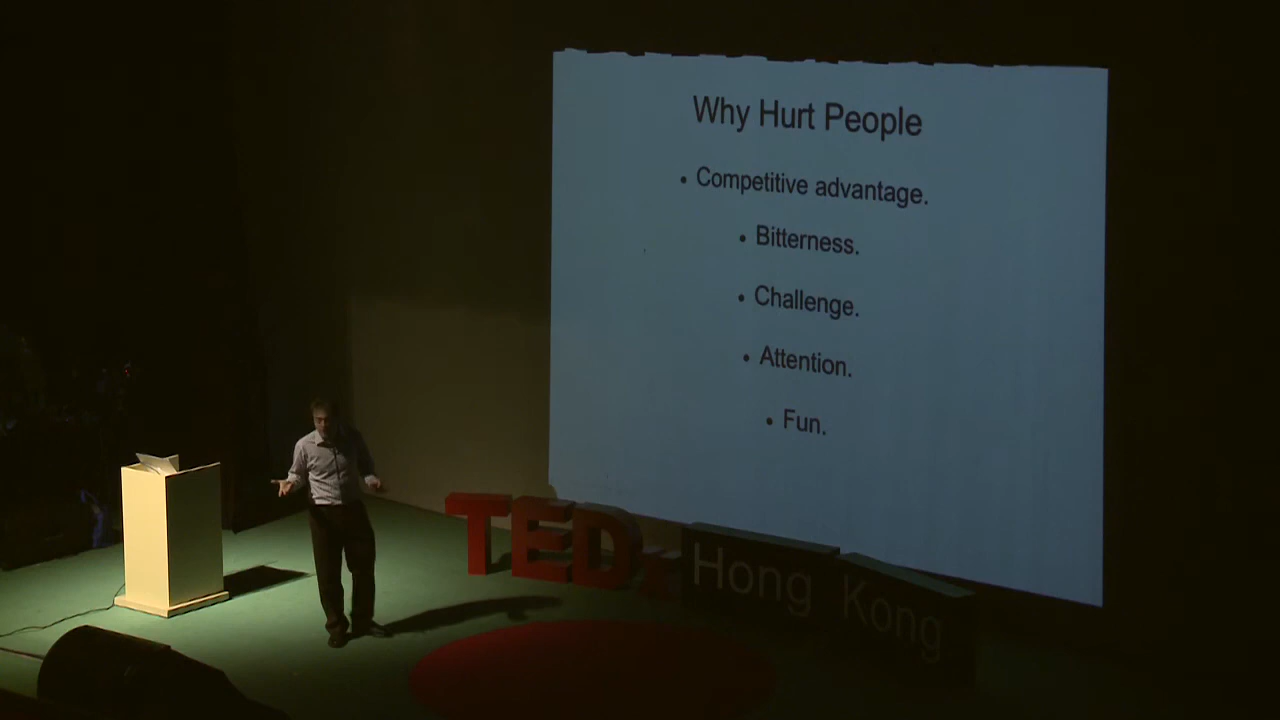 Why Hurt People
• Competitive advantage.
• Bitterness.
• Challenge.
• Attention.
• Fun.
TEDx Hong Kong